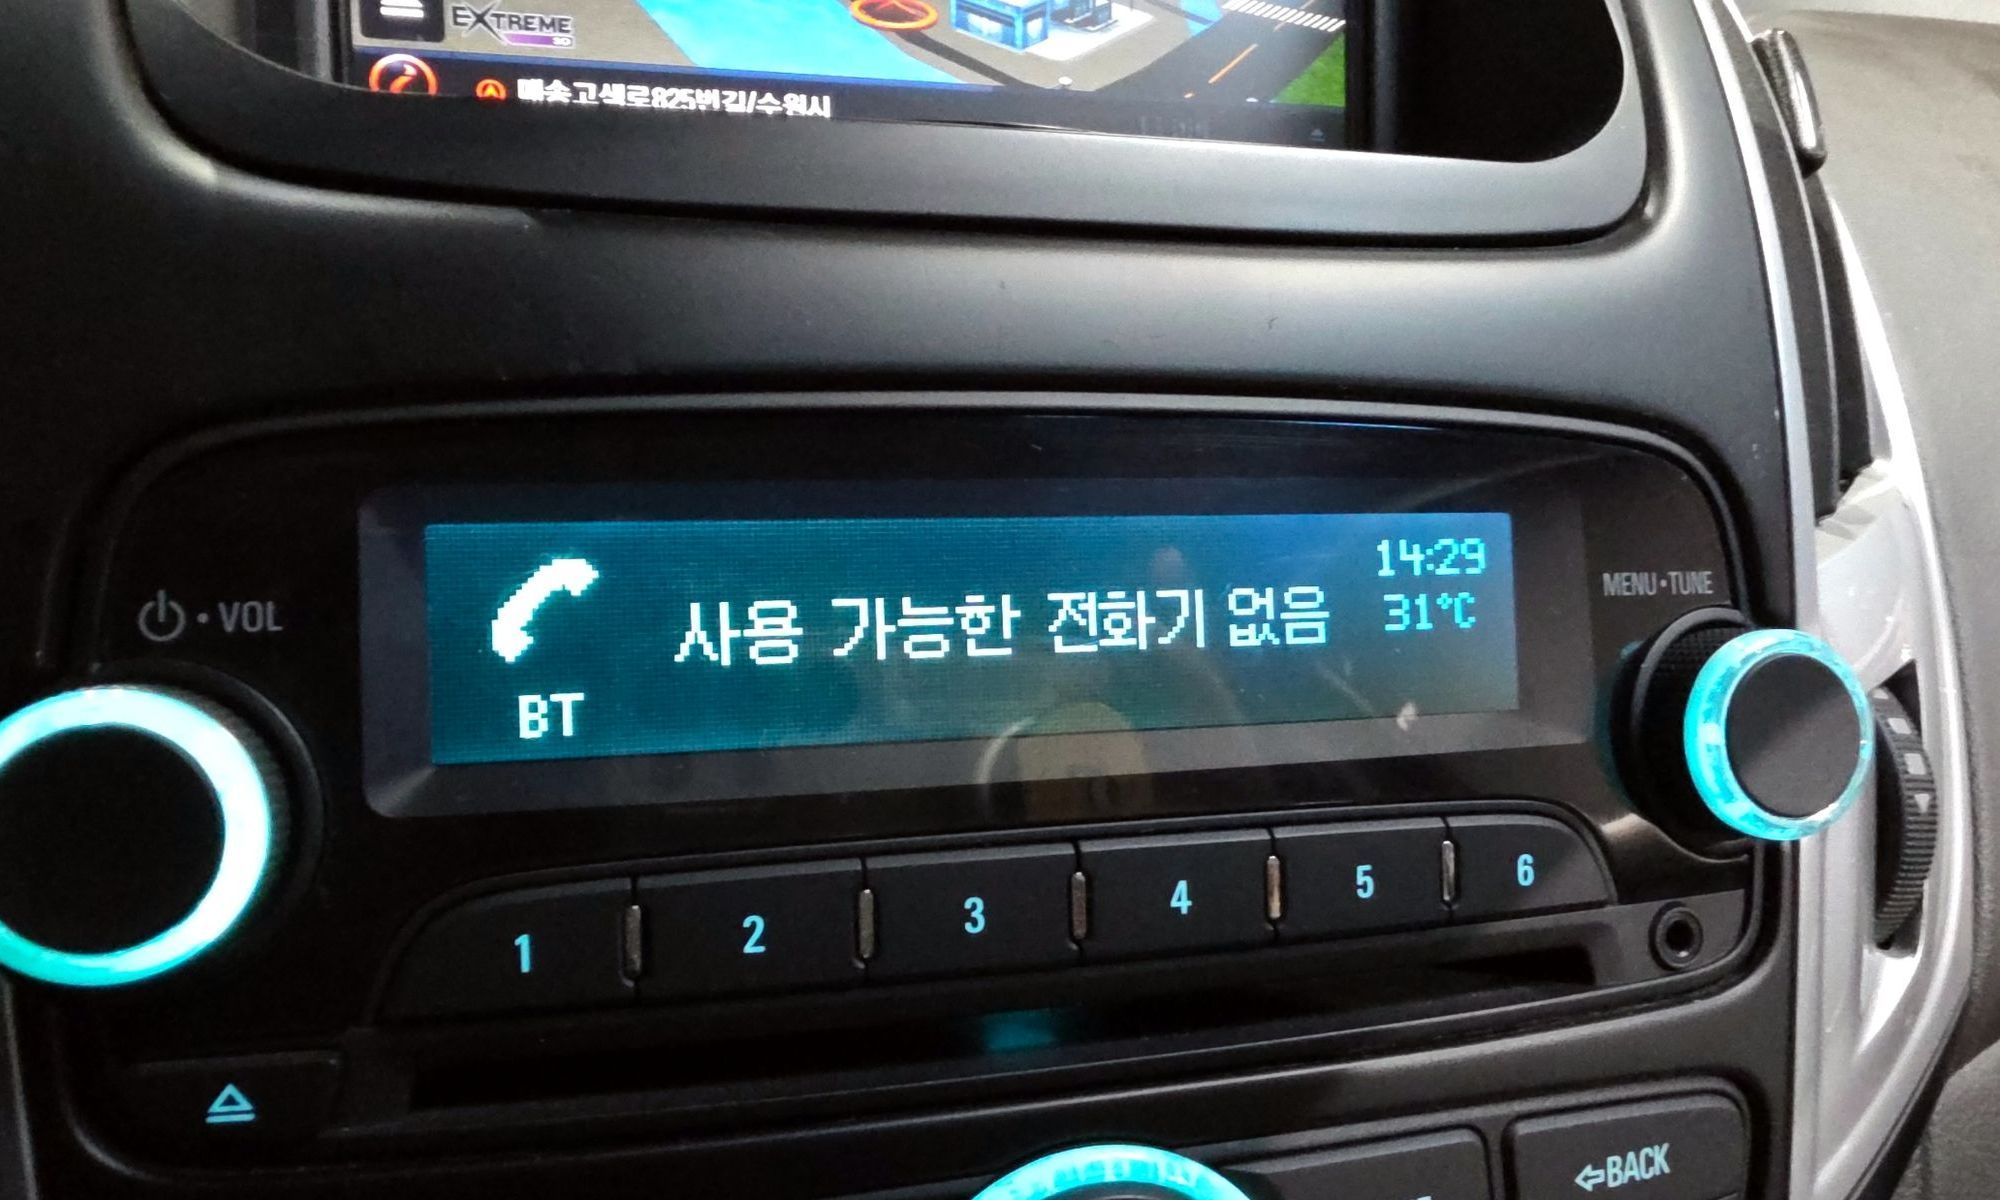 EXTREME
3D
매송고색로825번길/수원시
VOL
사용 가능한 전화기 없음
14:29
31°C
BT
MENU•TUNE
1 2 3 4 5 6
BACK